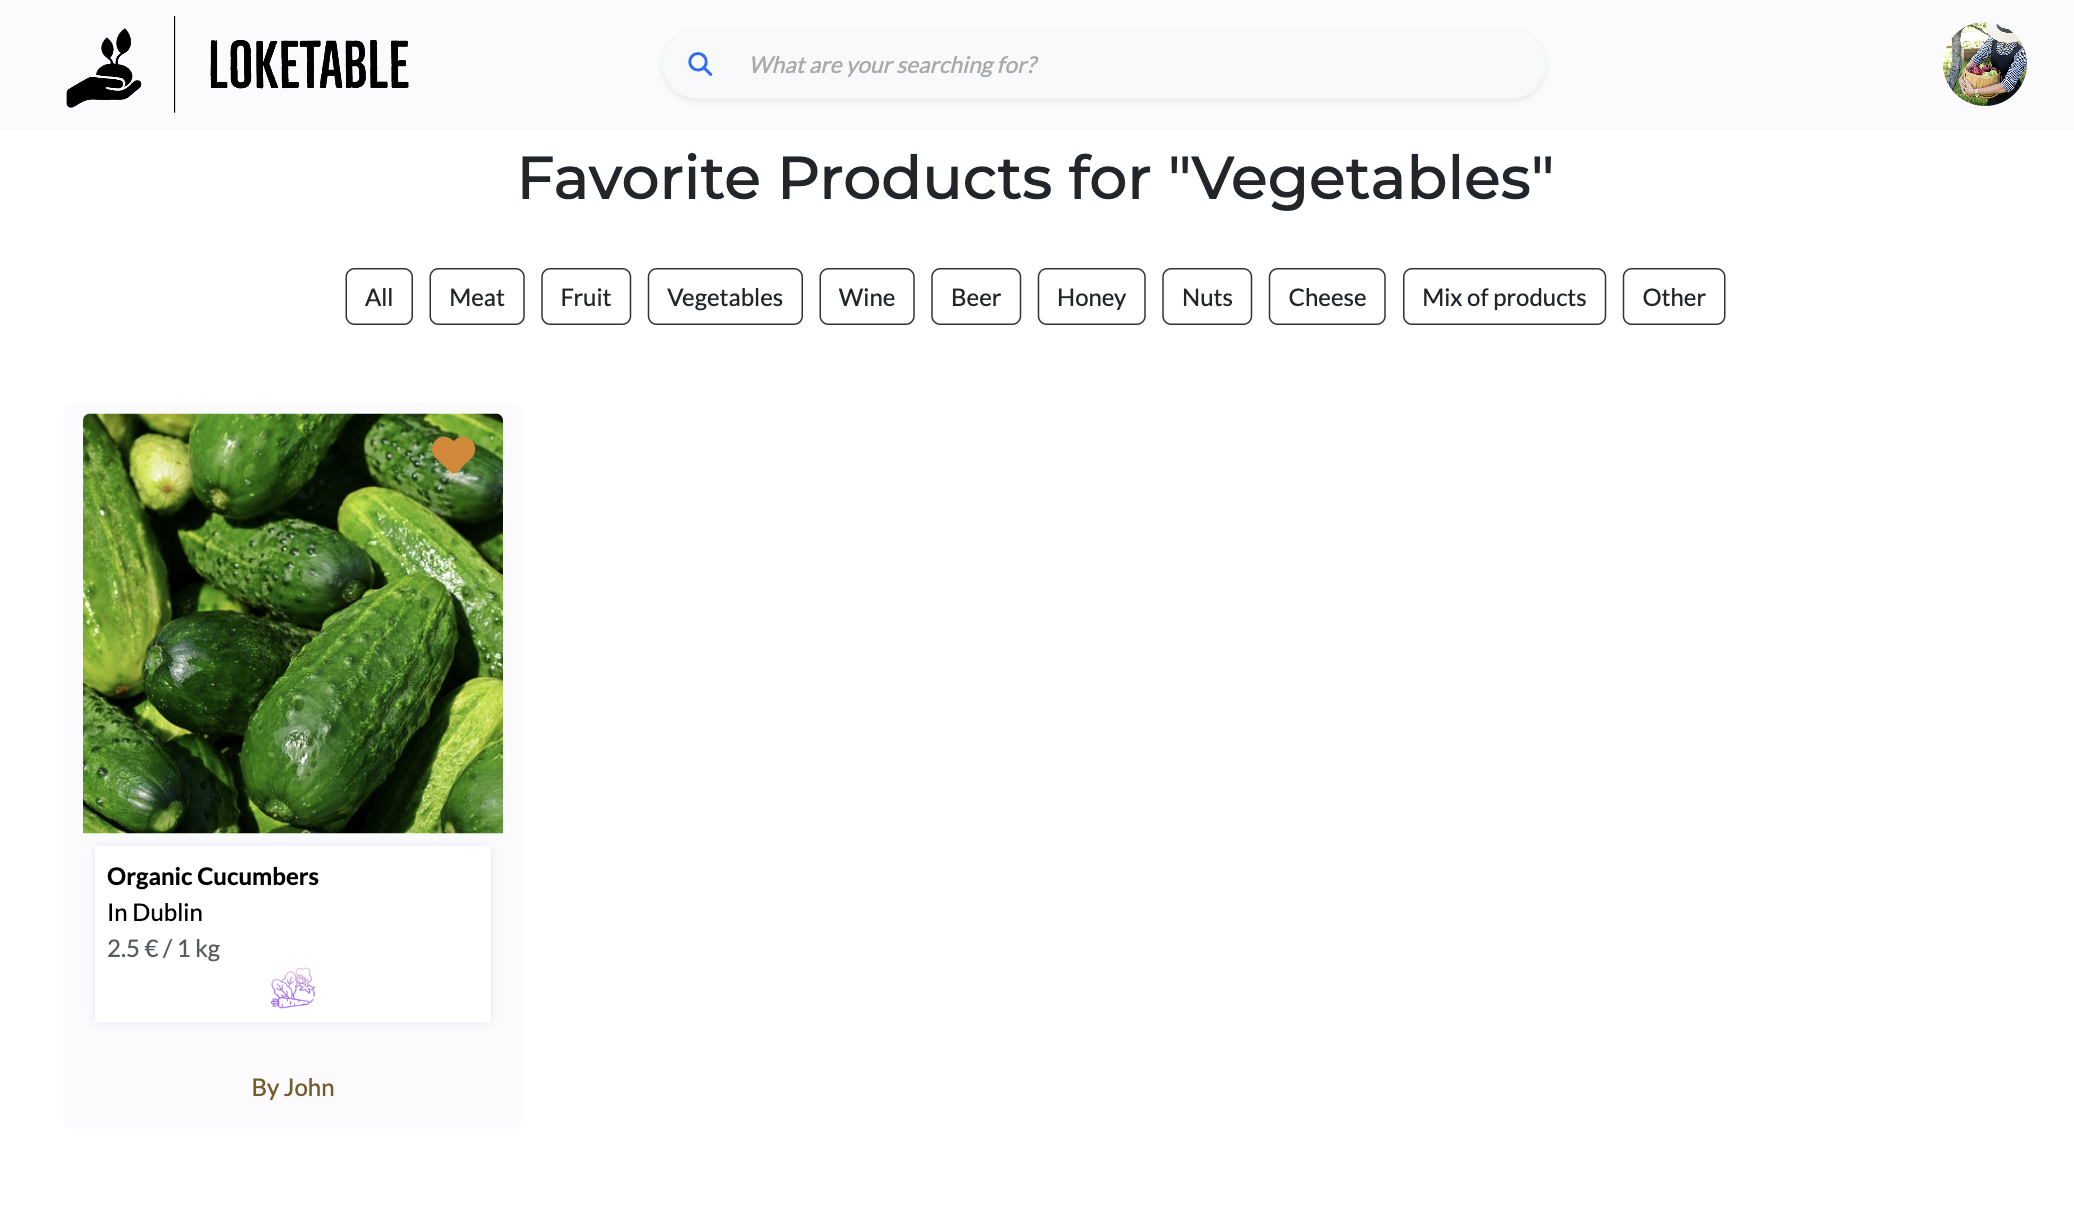 LOKETABLE
What are your searching for?
Favorite Products for "Vegetables"
All Meat Fruit Vegetables Wine Beer Honey Nuts Cheese Mix of products Other
Organic Cucumbers
In Dublin
2.5 € / 1 kg
By John